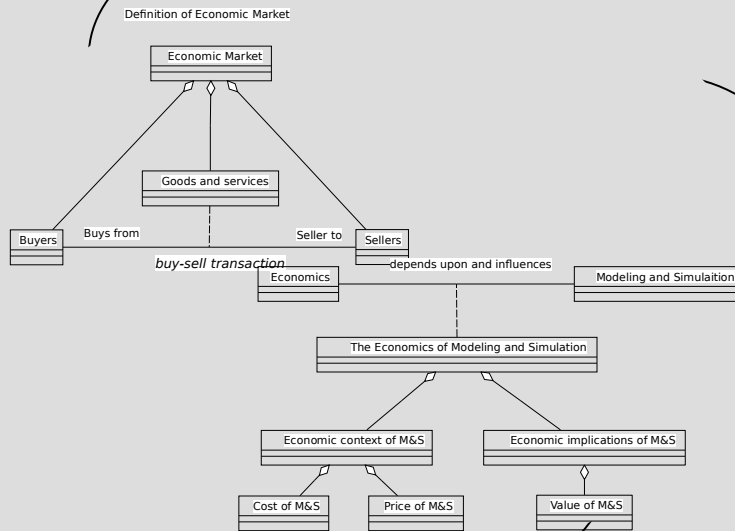 Definition of Economic Market
Economic Market
Goods and services
Buyers
Buys from
Seller to
Sellers
buy-sell transaction
Economics
depends upon and influences
Modeling and Simulaition
The Economics of Modeling and Simulation
Economic context of M&S
Economic implications of M&S
Cost of M&S
Price of M&S
Value of M&S